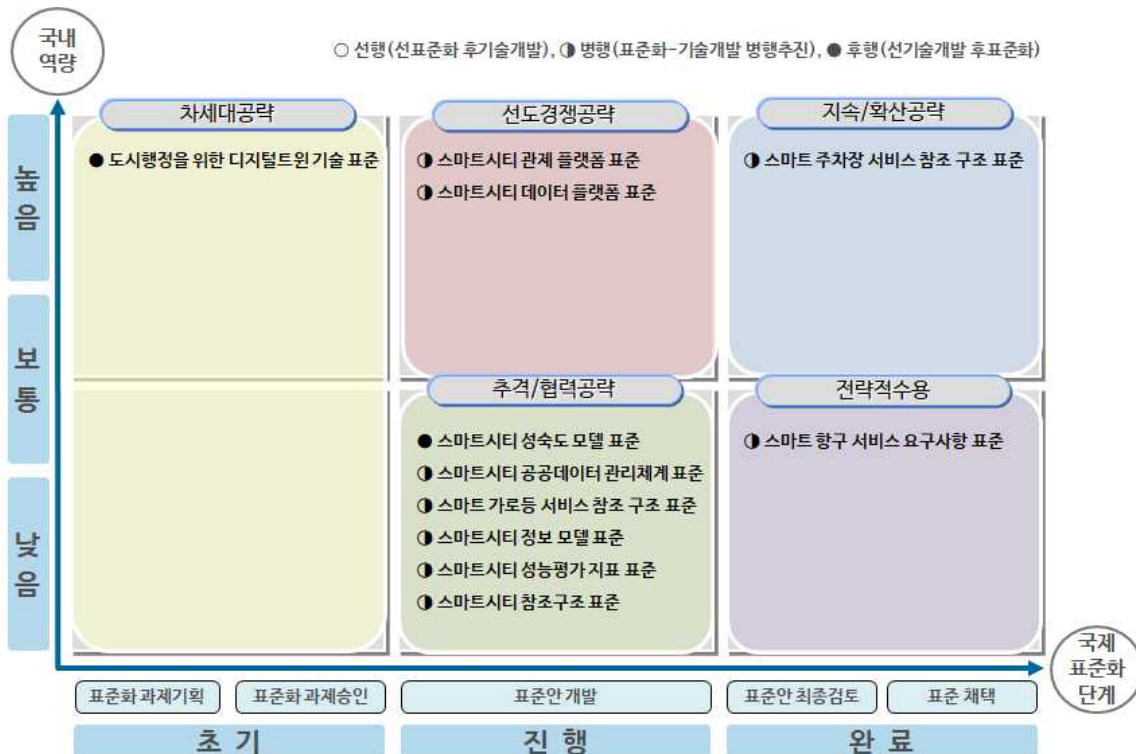 국내
역량
○ 선행(선표준화 후기술개발), ◑ 병행(표준화-기술개발 병행추진), ● 후행(선기술개발 후표준화)
차세대공략
● 도시행정을 위한 디지털트윈 기술 표준
선도경쟁공략
◑ 스마트시티 관제 플랫폼 표준
◑ 스마트시티 데이터 플랫폼 표준
지속/확산공략
◑ 스마트 주차장 서비스 참조 구조 표준
높음
보통
낮음
추격/협력공략
● 스마트시티 성숙도 모델 표준
◑ 스마트시티 공공데이터 관리체계 표준
◑ 스마트 가로등 서비스 참조 구조 표준
◑ 스마트시티 정보 모델 표준
◑ 스마트시티 성능평가 지표 표준
◑ 스마트시티 참조구조 표준
전략적수용
◑ 스마트 항구 서비스 요구사항 표준
국제
표준화
단계
표준화 과제기획
표준화 과제승인
표준안 개발
표준안 최종검토
표준 채택
초 기
진 행
완 료